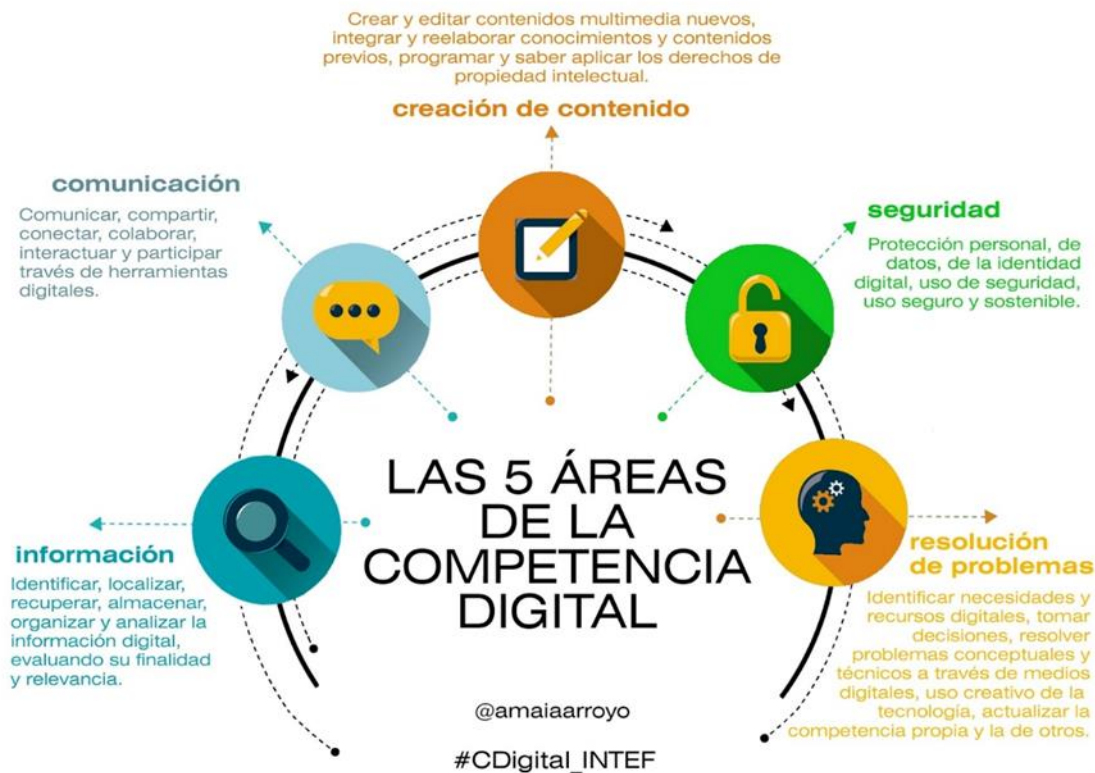 Crear y editar contenidos multimedia nuevos,
integrar y reelaborar conocimientos y contenidos
previos, programar y saber aplicar los derechos de
propiedad intelectual.
creación de contenido
comunicación
Comunicar, compartir,
conectar, colaborar,
interactuar y participar
través de herramientas
digitales.
seguridad
Protección personal, de
datos, de la identidad
digital, uso de seguridad,
uso seguro y sostenible.
información
Identificar, localizar,
recuperar, almacenar,
organizar y analizar la
información digital,
evaluando su finalidad
y relevancia.
LAS 5 ÁREAS
DE LA
COMPETENCIA
DIGITAL
resolución
de problemas
Identificar necesidades y
recursos digitales, tomar
decisiones, resolver
problemas conceptuales y
técnicos a través de medios
digitales, uso creativo de la
tecnología, actualizar la
competencia propia y la de otros.
@amaiaarroyo
#CDigital_INTEF